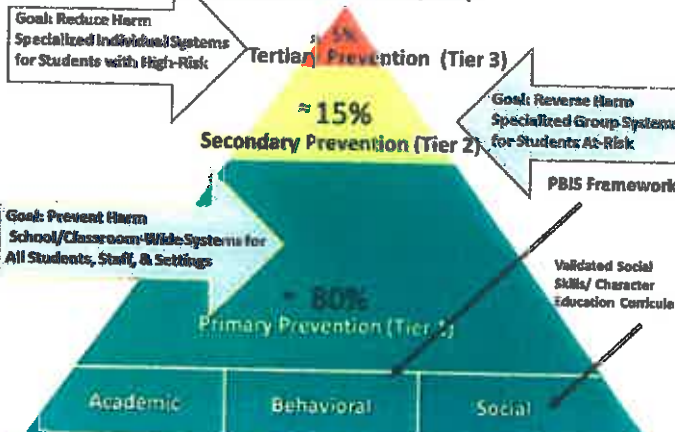 Goal: Reduce Harm
Specialized Individual Systems
for Students with High-Risk
≈ 5%
Tertiary Prevention (Tier 3)
Goal: Reverse Harm
Specialized Group Systems
for Students At-Risk
≈ 15%
Secondary Prevention (Tier 2)
PBIS Framework
Goal: Prevent Harm
School/Classroom-Wide Systems for
All Students, Staff, & Settings
Validated Social
Skills/ Character
Education Curricula
≈ 80%
Primary Prevention (Tier 1)
Academic
Behavioral
Social